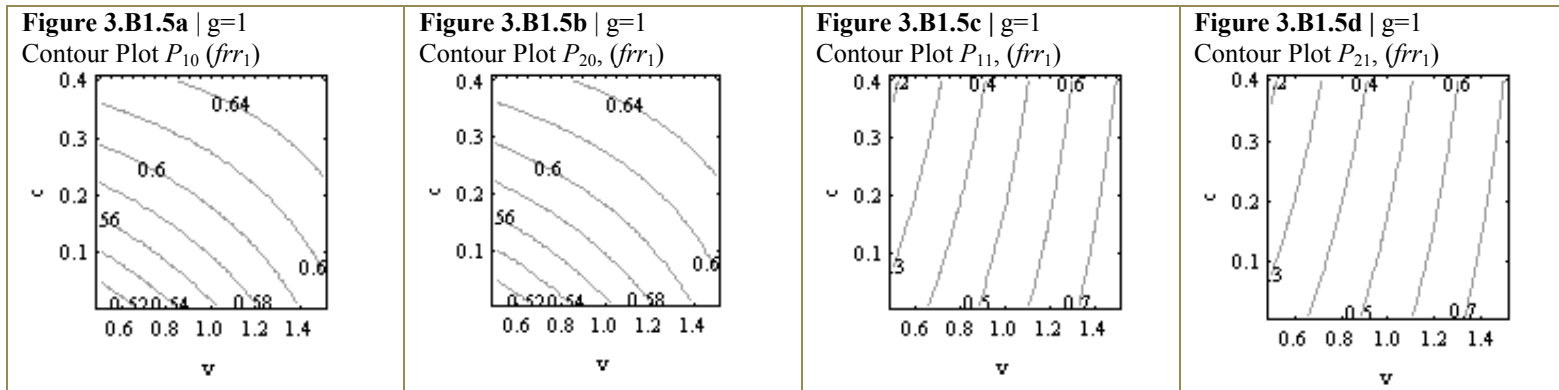 Figure 3.B1.5a | g=1
Contour Plot P₁₀ (frr₁)
0.4
0.3
c 0.2
0.1
0.64
0.6
56
0.6
0.52 0.54 0.58
0.6 0.8 1.0 1.2 1.4
v
Figure 3.B1.5b | g=1
Contour Plot P₂₀, (frr₁)
0.4
0.3
c 0.2
0.1
0.64
0.6
56
0.6
0.52 0.54 0.58
0.6 0.8 1.0 1.2 1.4
v
Figure 3.B1.5c | g=1
Contour Plot P₁₁, (frr₁)
0.4
0.3
c 0.2
0.1
.2 0.4 0.6
.3
0.5 0.7
0.6 0.8 1.0 1.2 1.4
v
Figure 3.B1.5d | g=1
Contour Plot P₂₁, (frr₁)
0.4
0.3
c 0.2
0.1
.2 0.4 0.6
.3
0.5 0.7
0.6 0.8 1.0 1.2 1.4
v